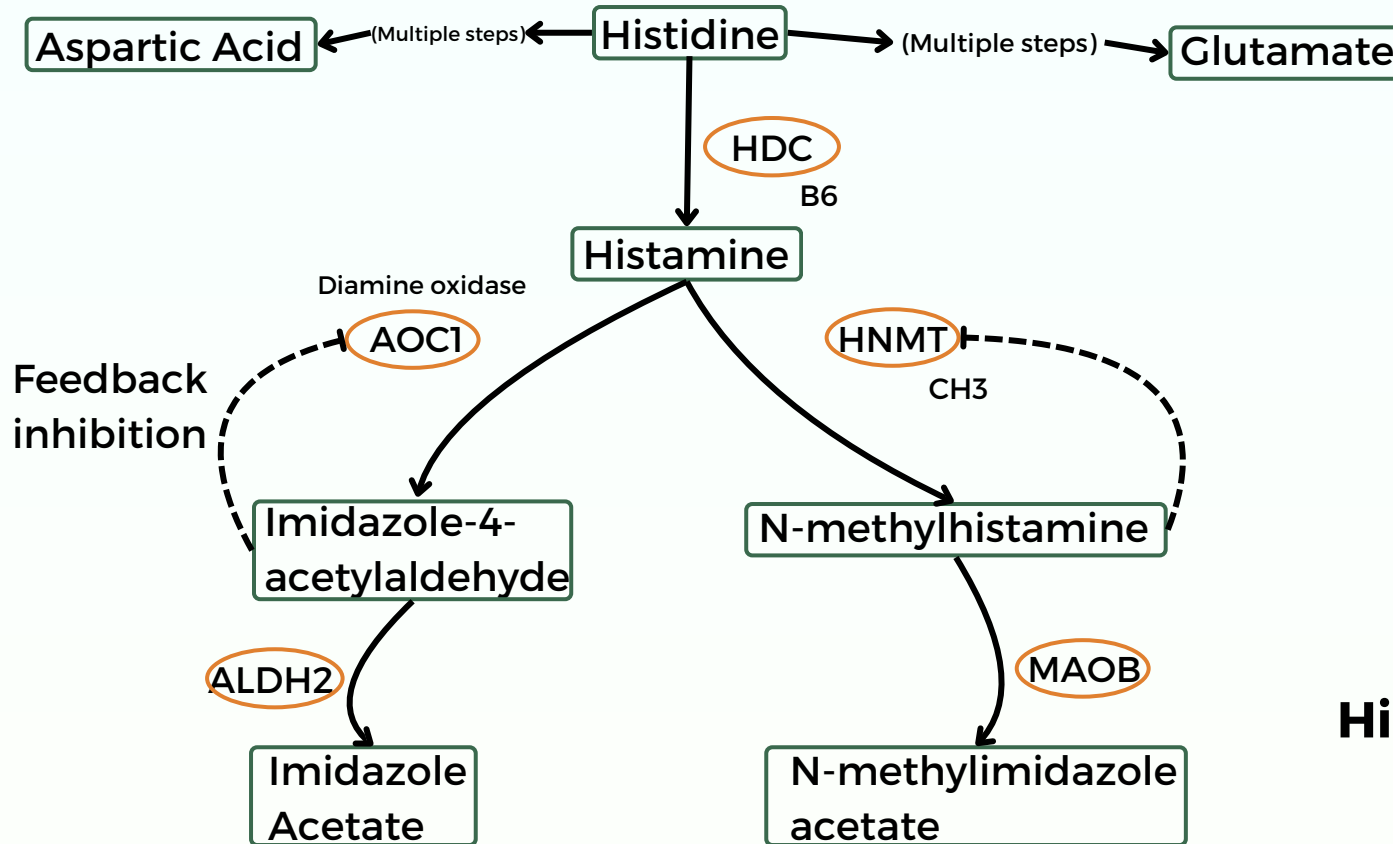 Aspartic Acid
(Multiple steps)
Histidine
(Multiple steps)
Glutamate
HDC
B6
Histamine
Diamine oxidase
AOC1
HNMT
CH3
Feedback
inhibition
Imidazole-4-
acetylaldehyde
N-methylhistamine
ALDH2
MAOB
Hi
Imidazole
Acetate
N-methylimidazole
acetate